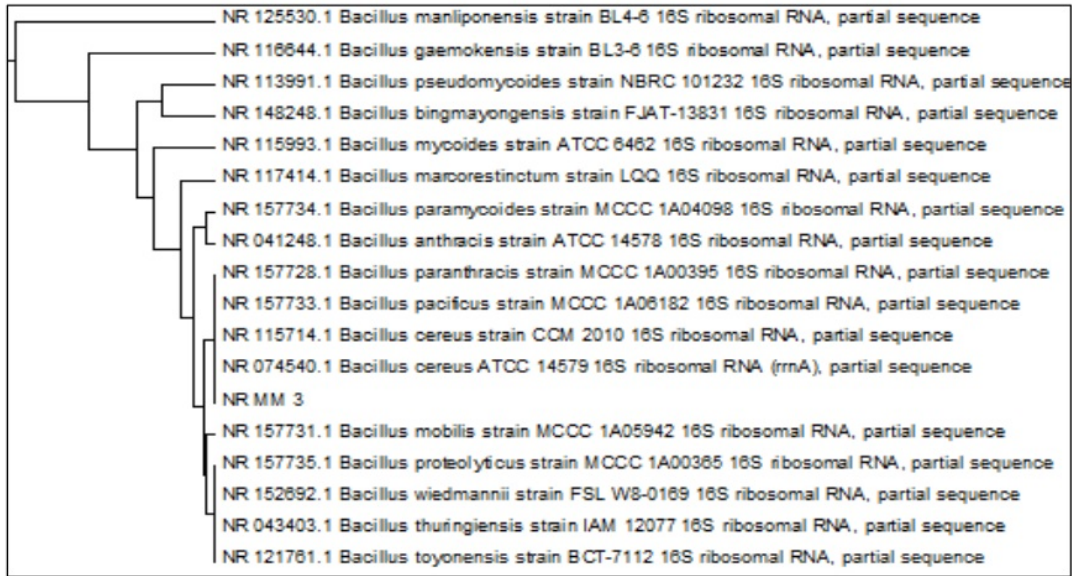 NR 125530.1 Bacillus manliponensis strain BL4-6 16S ribosomal RNA, partial sequence
NR 116644.1 Bacillus gaemokensis strain BL3-6 16S ribosomal RNA, partial sequence
NR 113991.1 Bacillus pseudomycoides strain NBRC 101232 16S ribosomal RNA, partial sequence
NR 148248.1 Bacillus bingmayongensis strain FJAT-13831 16S ribosomal RNA, partial sequence
NR 115993.1 Bacillus mycoides strain ATCC 6462 16S ribosomal RNA, partial sequence
NR 117414.1 Bacillus marcorestinctum strain LQQ 16S ribosomal RNA, partial sequence
NR 157734.1 Bacillus paramycoides strain MCCC 1A04098 16S ribosomal RNA, partial sequence
NR 041248.1 Bacillus anthracis strain ATCC 14578 16S ribosomal RNA, partial sequence
NR 157728.1 Bacillus paranthracis strain MCCC 1A00395 16S ribosomal RNA, partial sequence
NR 157733.1 Bacillus pacificus strain MCCC 1A06182 16S ribosomal RNA, partial sequence
NR 115714.1 Bacillus cereus strain CCM 2010 16S ribosomal RNA, partial sequence
NR 074540.1 Bacillus cereus ATCC 14579 16S ribosomal RNA (rrnA), partial sequence
NR MM 3
NR 157731.1 Bacillus mobilis strain MCCC 1A05942 16S ribosomal RNA, partial sequence
NR 157735.1 Bacillus proteolyticus strain MCCC 1A00365 16S ribosomal RNA, partial sequence
NR 152692.1 Bacillus wiedmannii strain FSL W8-0169 16S ribosomal RNA, partial sequence
NR 043403.1 Bacillus thuringiensis strain IAM 12077 16S ribosomal RNA, partial sequence
NR 121761.1 Bacillus toyonensis strain BCT-7112 16S ribosomal RNA, partial sequence